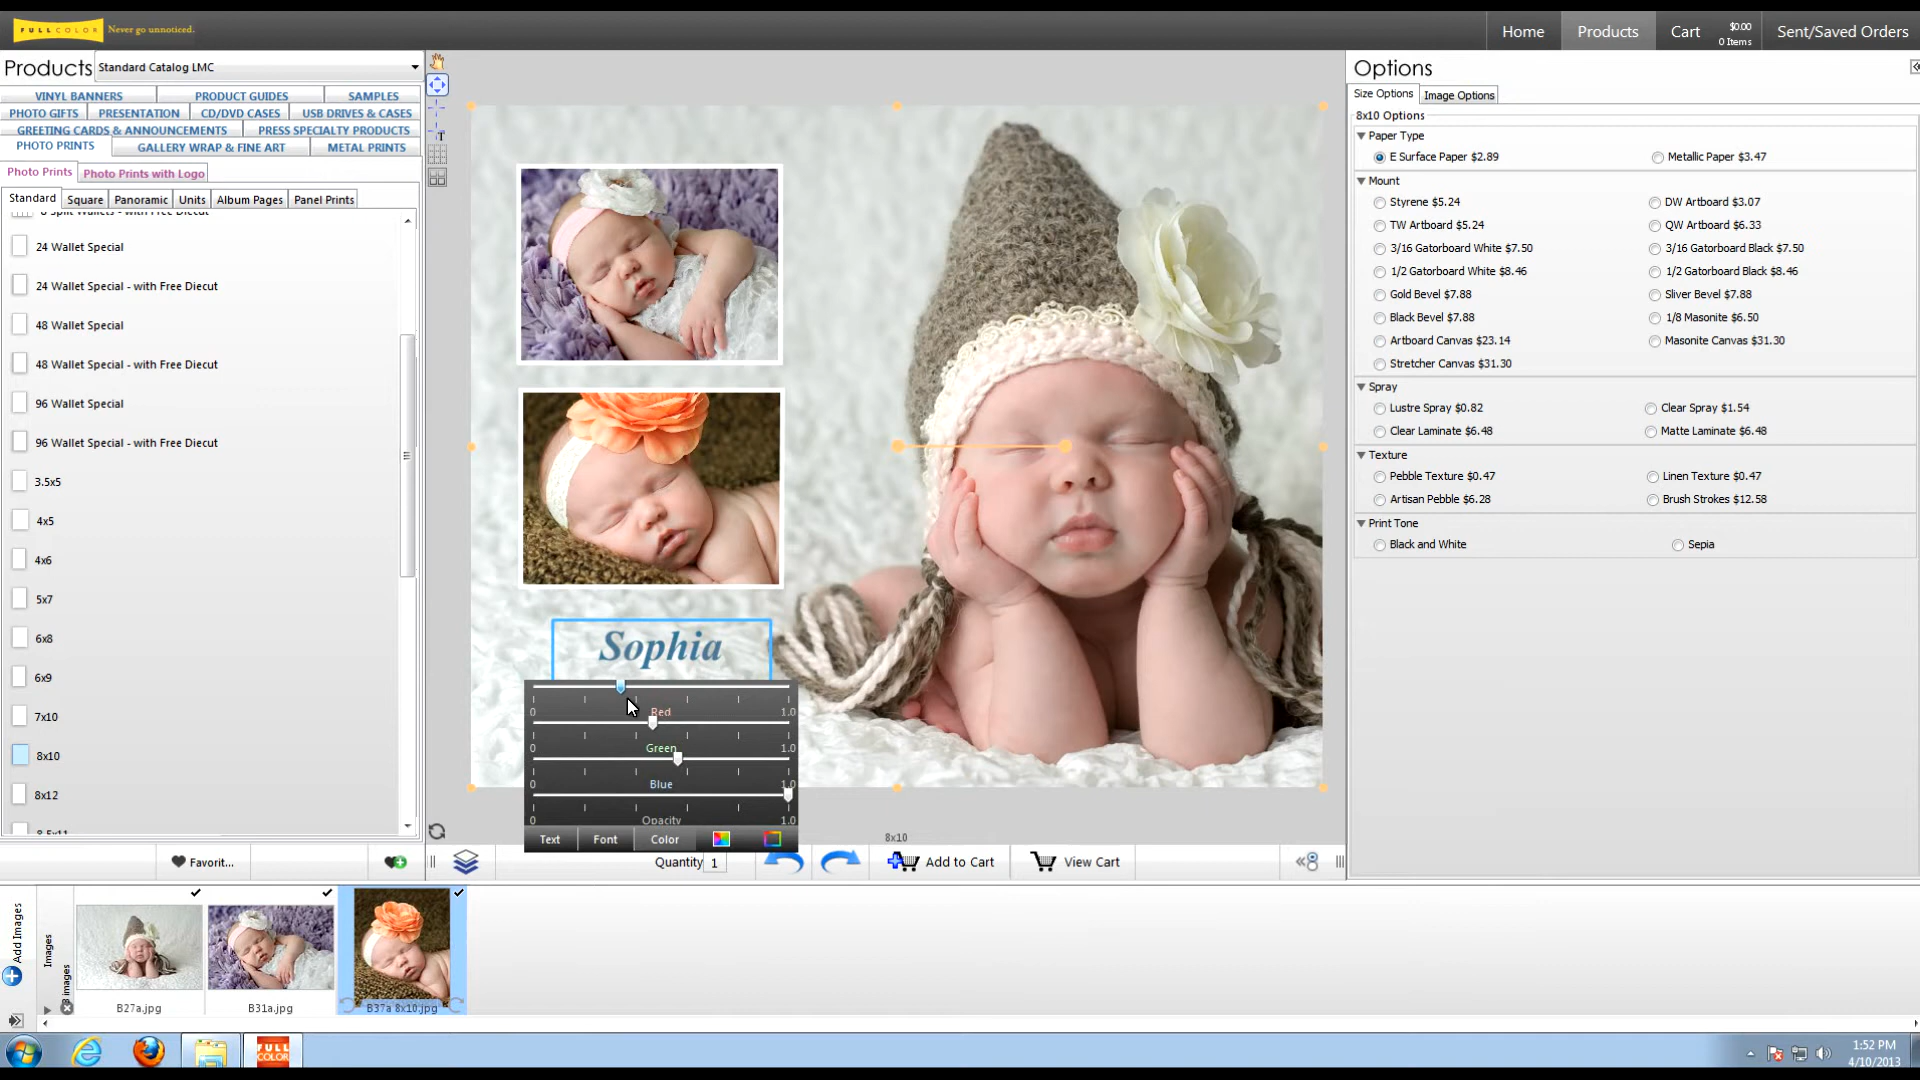 FULLCOLOR Never go unnoticed.
Home Products Cart $0.00 0 Items Sent/Saved Orders
Products Standard Catalog LMC
VINYL BANNERS PRODUCT GUIDES SAMPLES
PHOTO GIFTS PRESENTATION CD/DVD CASES USB DRIVES & CASES
GREETING CARDS & ANNOUNCEMENTS PRESS SPECIALTY PRODUCTS
PHOTO PRINTS GALLERY WRAP & FINE ART METAL PRINTS
Photo Prints Photo Prints with Logo
Standard Square Panoramic Units Album Pages Panel Prints
8 Split Wallets - with Free Diecut
24 Wallet Special
24 Wallet Special - with Free Diecut
48 Wallet Special
48 Wallet Special - with Free Diecut
96 Wallet Special
96 Wallet Special - with Free Diecut
3.5x5
4x5
4x6
5x7
6x8
6x9
7x10
8x10
8x12
8.5x11
Favorit...
T
Sophia
0 Red 1.0
0 Green 1.0
0 Blue 1.0
0 Opacity 1.0
Text Font Color
8x10
Quantity 1 Add to Cart View Cart
Options
Size Options Image Options
8x10 Options
Paper Type
E Surface Paper $2.89 Metallic Paper $3.47
Mount
Styrene $5.24 DW Artboard $3.07
TW Artboard $5.24 QW Artboard $6.33
3/16 Gatorboard White $7.50 3/16 Gatorboard Black $7.50
1/2 Gatorboard White $8.46 1/2 Gatorboard Black $8.46
Gold Bevel $7.88 Sliver Bevel $7.88
Black Bevel $7.88 1/8 Masonite $6.50
Artboard Canvas $23.14 Masonite Canvas $31.30
Stretcher Canvas $31.30
Spray
Lustre Spray $0.82 Clear Spray $1.54
Clear Laminate $6.48 Matte Laminate $6.48
Texture
Pebble Texture $0.47 Linen Texture $0.47
Artisan Pebble $6.28 Brush Strokes $12.58
Print Tone
Black and White Sepia
Add Images
Images
images
B27a.jpg B31a.jpg B37a 8x10.jpg
FULL COLOR
1:52 PM
4/10/2013